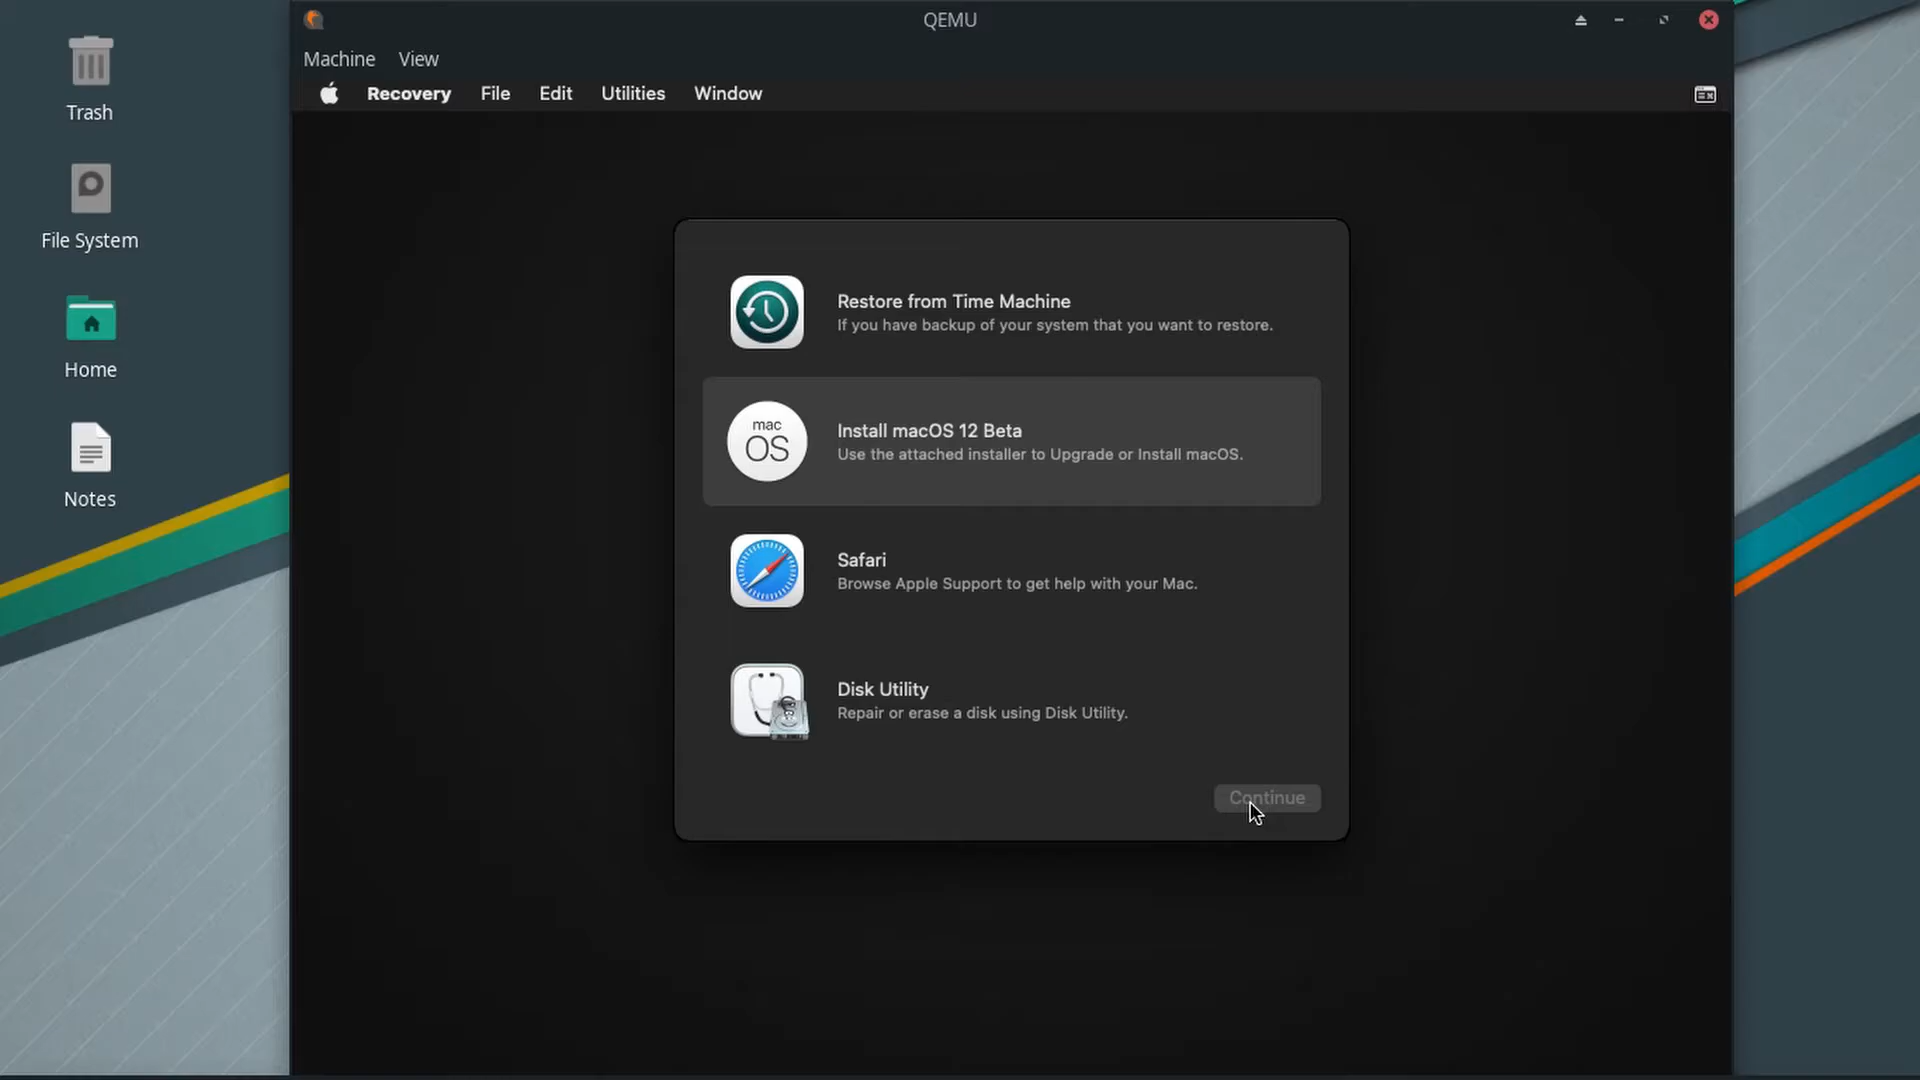 QEMU
Machine View
Recovery File Edit Utilities Window
Trash
File System
Home
Notes
Restore from Time Machine
If you have backup of your system that you want to restore.
mac
OS
Install macOS 12 Beta
Use the attached installer to Upgrade or Install macOS.
Safari
Browse Apple Support to get help with your Mac.
Disk Utility
Repair or erase a disk using Disk Utility.
Continue